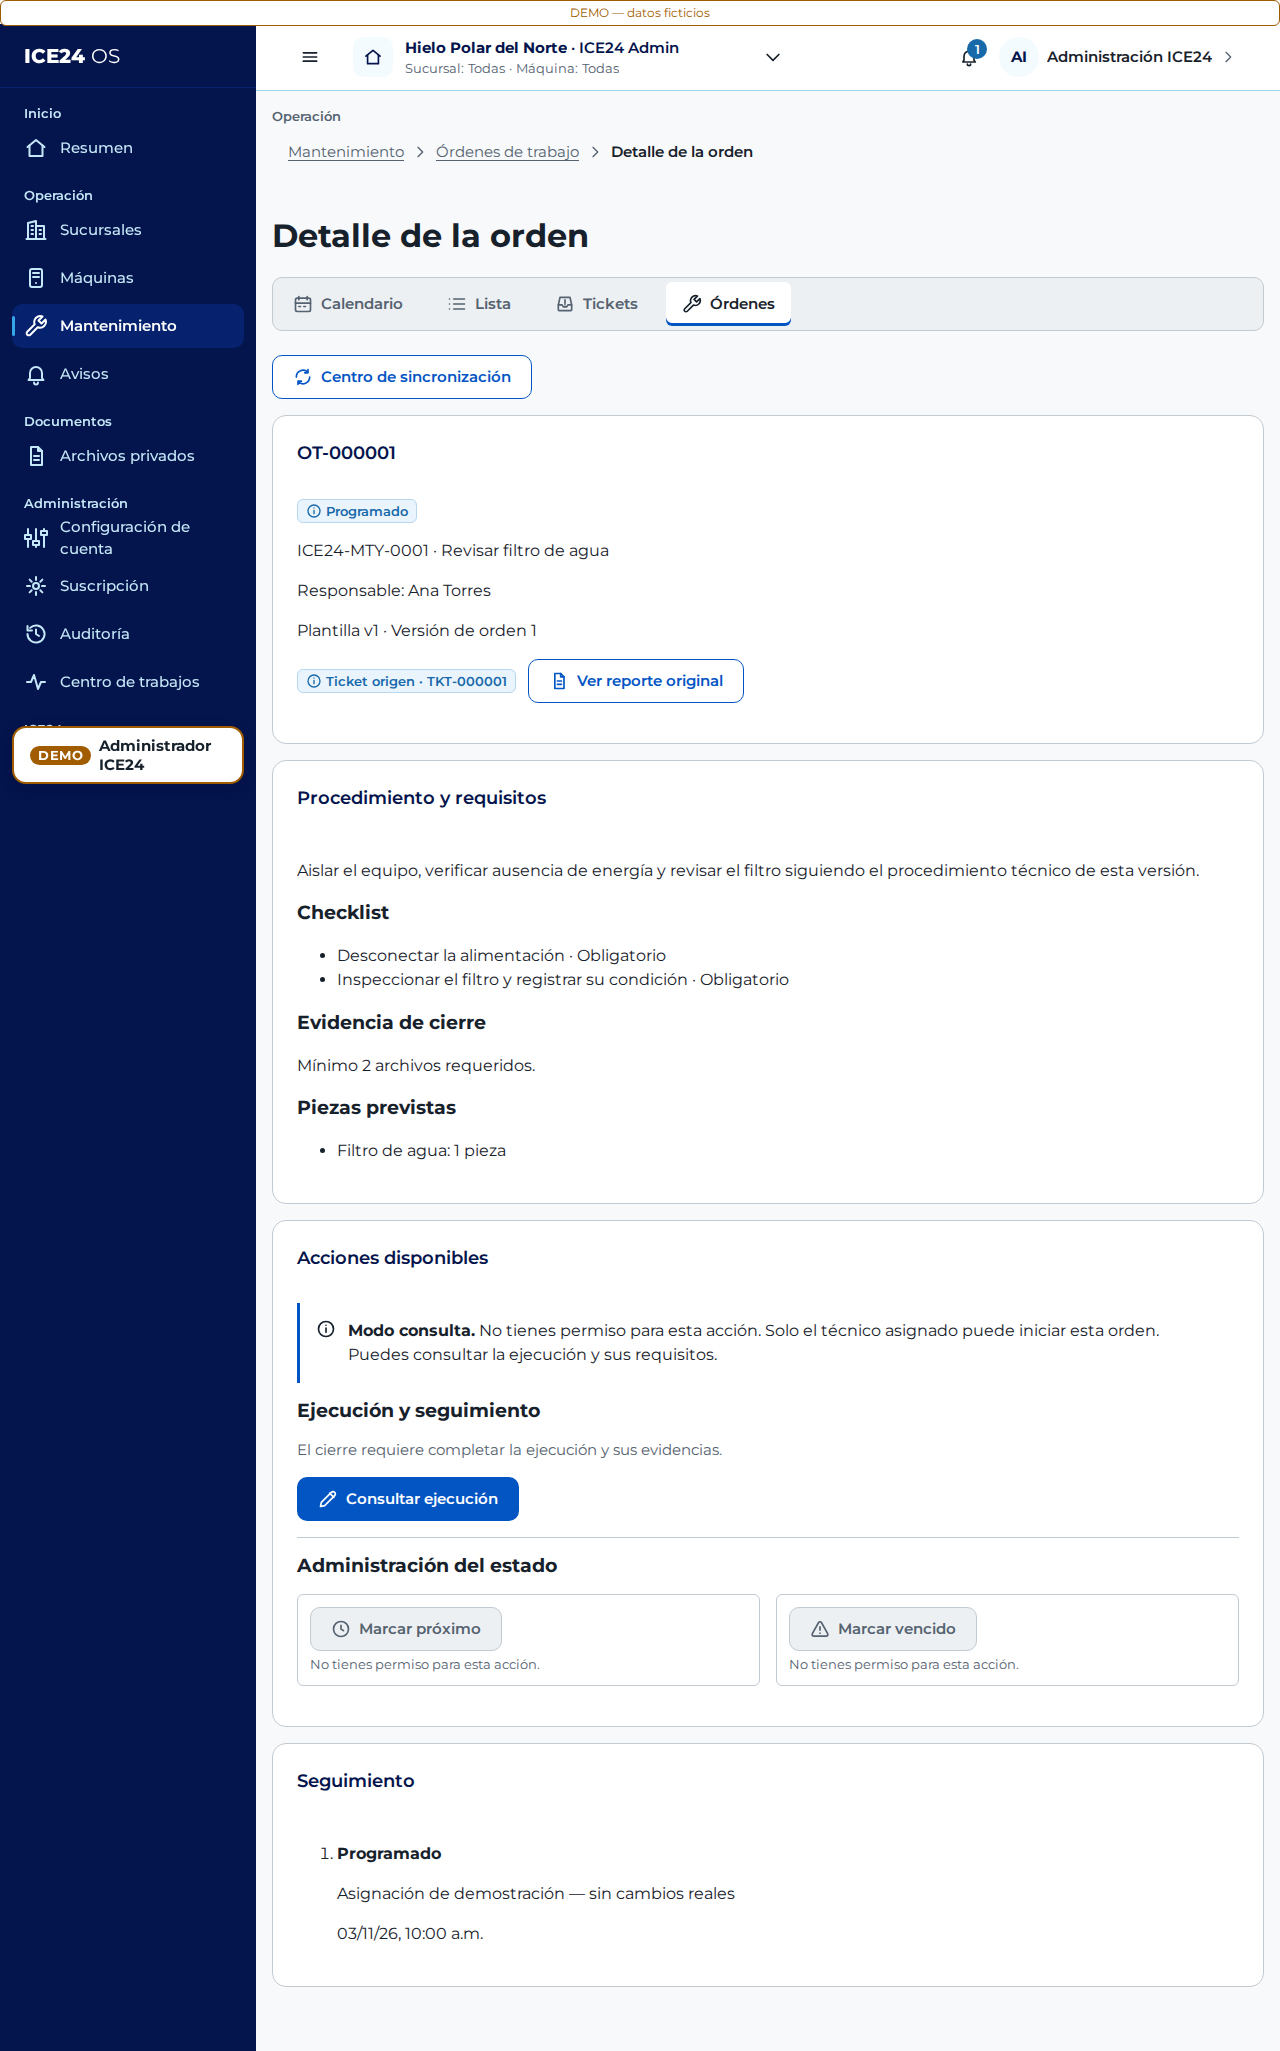 DEMO — datos ficticios
ICE24 OS
Hielo Polar del Norte · ICE24 Admin
Sucursal: Todas · Máquina: Todas
1
AI
Administración ICE24
Inicio
Resumen
Operación
Sucursales
Máquinas
Mantenimiento
Avisos
Documentos
Archivos privados
Administración
Configuración de
cuenta
Suscripción
Auditoría
Centro de trabajos
DEMO
Administrador
ICE24
Operación
Mantenimiento
Órdenes de trabajo
Detalle de la orden
Detalle de la orden
Calendario
Lista
Tickets
Órdenes
Centro de sincronización
OT-000001
Programado
ICE24-MTY-0001 · Revisar filtro de agua
Responsable: Ana Torres
Plantilla v1 · Versión de orden 1
Ticket origen · TKT-000001
Ver reporte original
Procedimiento y requisitos
Aislar el equipo, verificar ausencia de energía y revisar el filtro siguiendo el procedimiento técnico de esta versión.
Checklist
Desconectar la alimentación · Obligatorio
Inspeccionar el filtro y registrar su condición · Obligatorio
Evidencia de cierre
Mínimo 2 archivos requeridos.
Piezas previstas
Filtro de agua: 1 pieza
Acciones disponibles
Modo consulta. No tienes permiso para esta acción. Solo el técnico asignado puede iniciar esta orden.
Puedes consultar la ejecución y sus requisitos.
Ejecución y seguimiento
El cierre requiere completar la ejecución y sus evidencias.
Consultar ejecución
Administración del estado
Marcar próximo
No tienes permiso para esta acción.
Marcar vencido
No tienes permiso para esta acción.
Seguimiento
1. Programado
Asignación de demostración — sin cambios reales
03/11/26, 10:00 a.m.